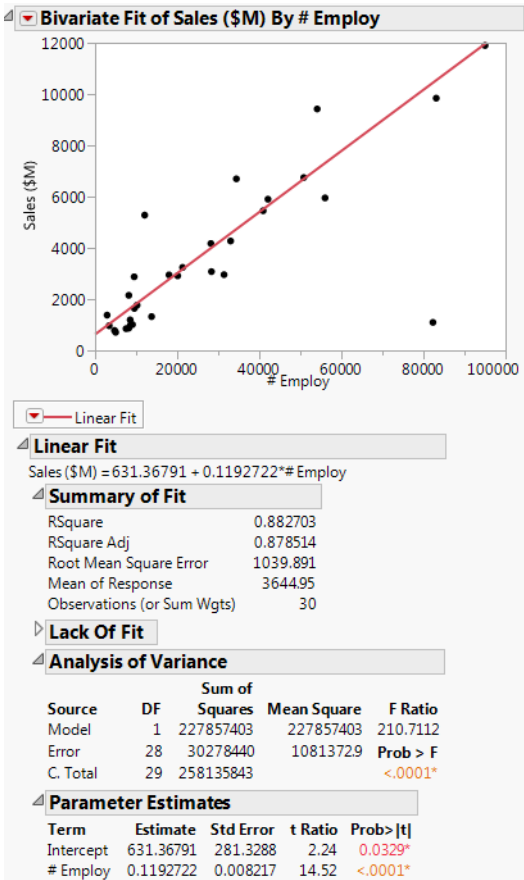 Bivariate Fit of Sales ($M) By # Employ
12000
10000
8000
6000
4000
2000
0
Sales ($M)
0 20000 40000 60000 80000 100000
# Employ
Linear Fit
Linear Fit
Sales ($M) = 631.36791 + 0.1192722*# Employ
Summary of Fit
RSquare 0.882703
RSquare Adj 0.878514
Root Mean Square Error 1039.891
Mean of Response 3644.95
Observations (or Sum Wgts) 30
Lack Of Fit
Analysis of Variance
Sum of
Source DF Squares Mean Square F Ratio
Model 1 227857403 227857403 210.7112
Error 28 30278440 1081372.9 Prob > F
C. Total 29 258135843 <.0001*
Parameter Estimates
Term Estimate Std Error t Ratio Prob>|t|
Intercept 631.36791 281.3288 2.24 0.0329*
# Employ 0.1192722 0.008217 14.52 <.0001*